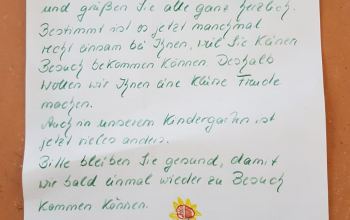 und grüßen Sie alle ganz herzlich.
Bestimmt ist es jetzt manchmal
recht einsam bei Ihnen, weil Sie keinen
Besuch bekommen können. Deshalb
wollen wir Ihnen eine kleine Freude
machen.
Auch in unserem Kindergarten ist
jetzt vieles anders.
Bitte bleiben Sie gesund, damit
wir bald einmal wieder zu Besuch
kommen können.